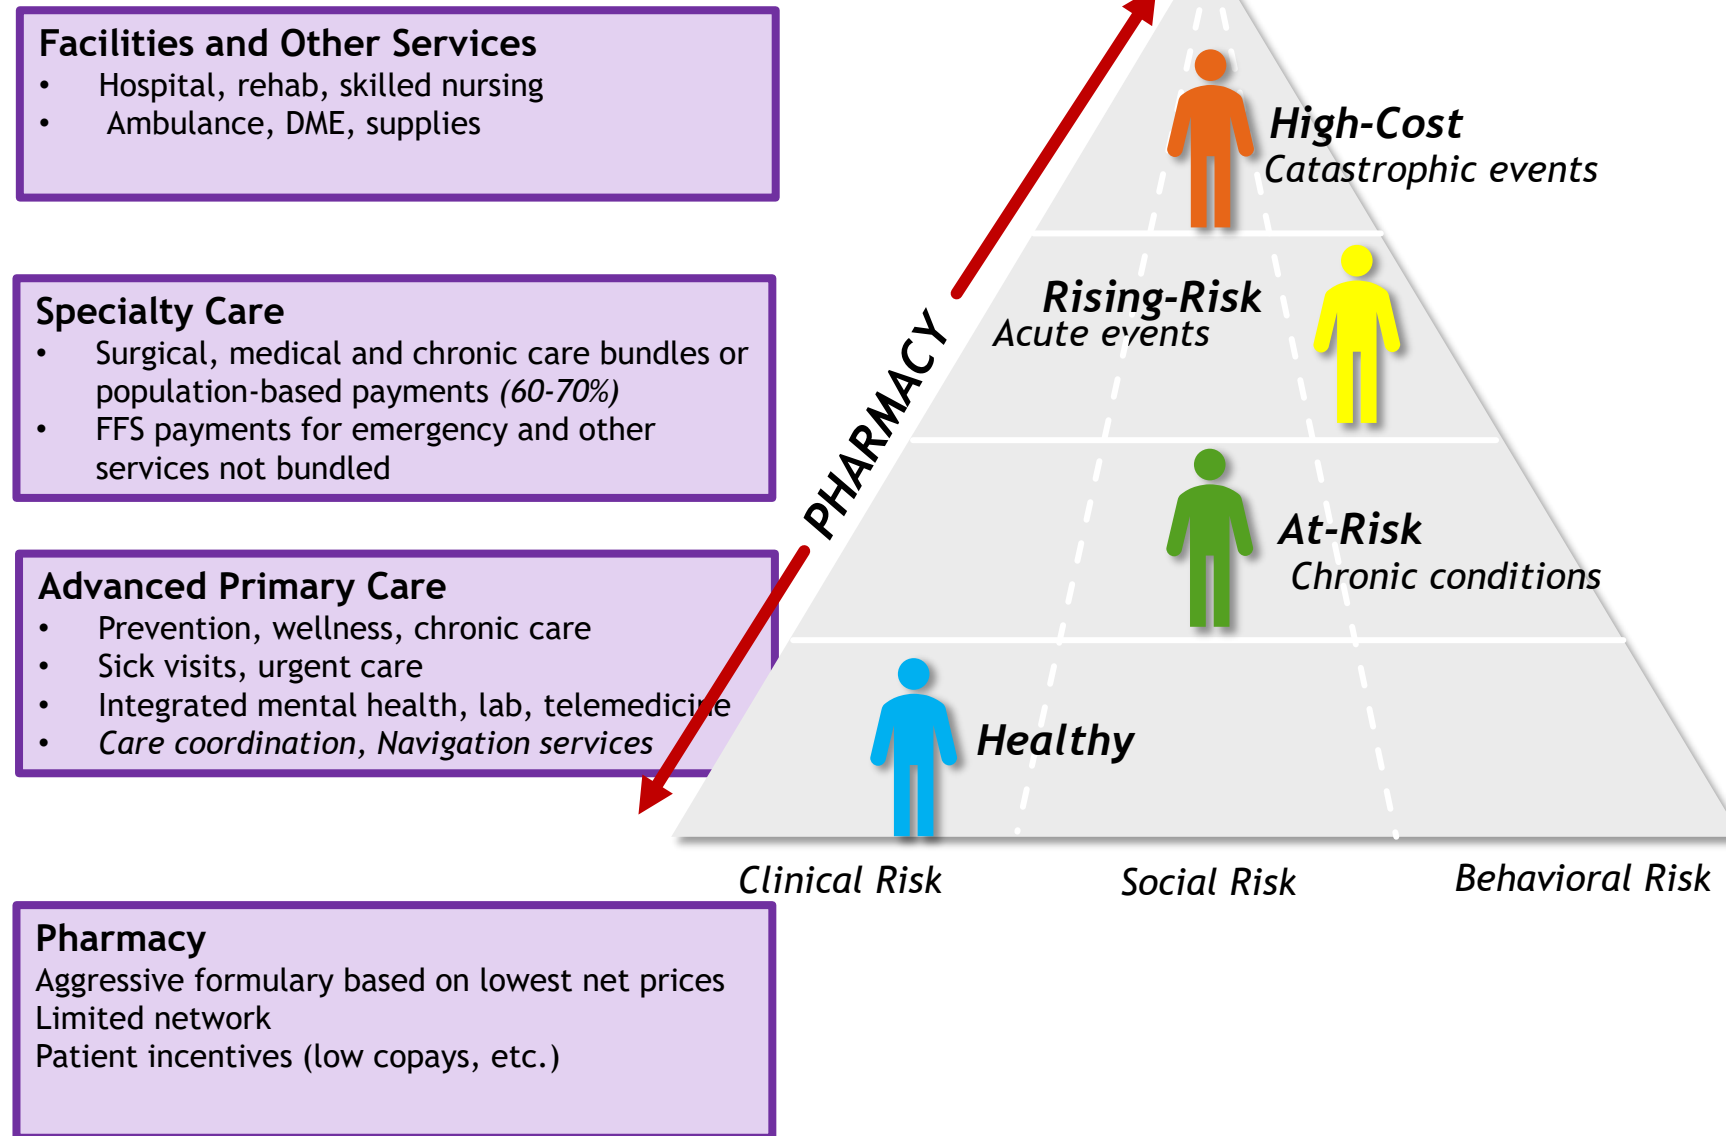 Facilities and Other Services
• Hospital, rehab, skilled nursing
• Ambulance, DME, supplies
Specialty Care
• Surgical, medical and chronic care bundles or
population-based payments (60-70%)
• FFS payments for emergency and other
services not bundled
Advanced Primary Care
• Prevention, wellness, chronic care
• Sick visits, urgent care
• Integrated mental health, lab, telemedicine
• Care coordination, Navigation services
Pharmacy
Aggressive formulary based on lowest net prices
Limited network
Patient incentives (low copays, etc.)
PHARMACY
High-Cost
Catastrophic events
Rising-Risk
Acute events
At-Risk
Chronic conditions
Healthy
Clinical Risk
Social Risk
Behavioral Risk